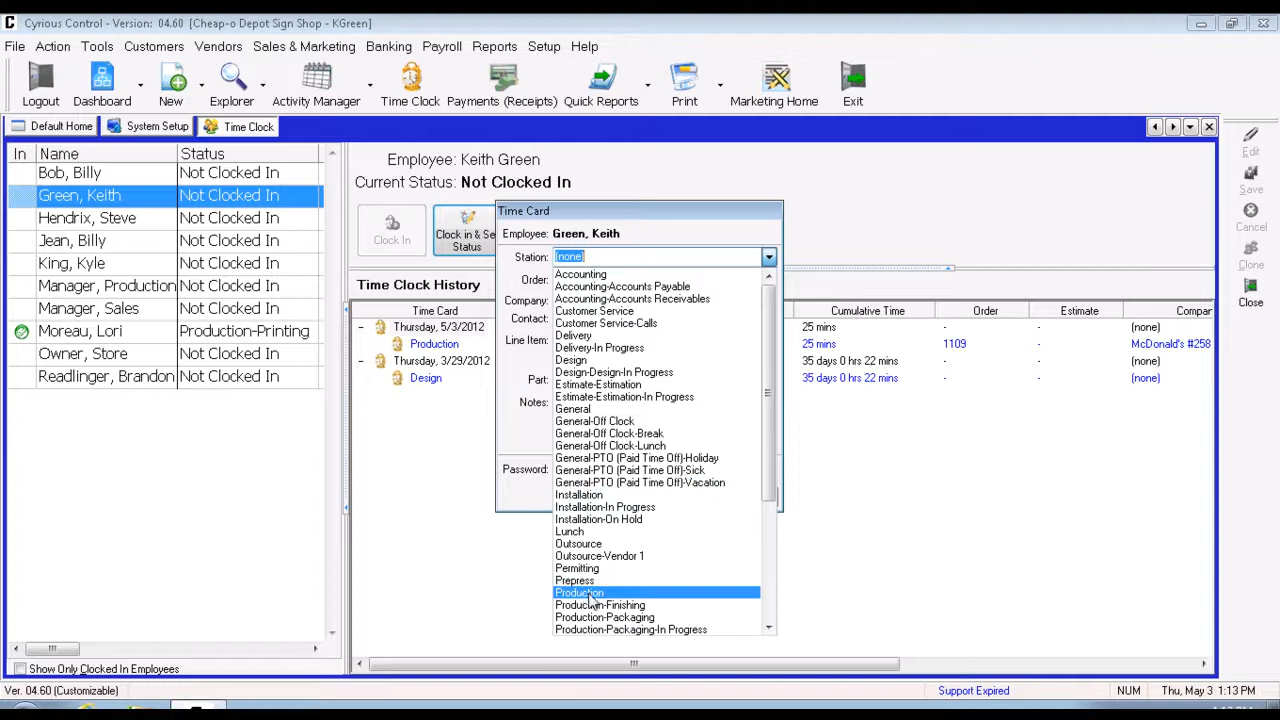 Cyrious Control - Version: 04.60 [Cheap-o Depot Sign Shop - KGreen]
File Action Tools Customers Vendors Sales & Marketing Banking Payroll Reports Setup Help
Logout Dashboard New Explorer Activity Manager Time Clock Payments (Receipts) Quick Reports Print Marketing Home Exit
Default Home System Setup Time Clock
In Name Status
Bob, Billy Not Clocked In
Green, Keith Not Clocked In
Hendrix, Steve Not Clocked In
Jean, Billy Not Clocked In
King, Kyle Not Clocked In
Manager, Production Not Clocked In
Manager, Sales Not Clocked In
Moreau, Lori Production-Printing
Owner, Store Not Clocked In
Readlinger, Brandon Not Clocked In
Show Only Clocked In Employees
Employee: Keith Green
Current Status: Not Clocked In
Clock In
Clock in & Se
Status
Time Clock History
Time Card Cumulative Time Order Estimate Compar
Thursday, 5/3/2012 25 mins - - (none)
Production 25 mins 1109 - McDonald's #258
Thursday, 3/29/2012 35 days 0 hrs 22 mins - - (none)
Design 35 days 0 hrs 22 mins - - (none)
Time Card
Employee: Green, Keith
Station: (none)
Order:
Company:
Contact:
Line Item:
Part:
Notes:
Password:
Accounting
Accounting-Accounts Payable
Accounting-Accounts Receivables
Customer Service
Customer Service-Calls
Delivery
Delivery-In Progress
Design
Design-Design-In Progress
Estimate-Estimation
Estimate-Estimation-In Progress
General
General-Off Clock
General-Off Clock-Break
General-Off Clock-Lunch
General-PTO (Paid Time Off)-Holiday
General-PTO (Paid Time Off)-Sick
General-PTO (Paid Time Off)-Vacation
Installation
Installation-In Progress
Installation-On Hold
Lunch
Outsource
Outsource-Vendor 1
Permitting
Prepress
Production
Production-Finishing
Production-Packaging
Production-Packaging-In Progress
Edit
Save
Cancel
Clone
Close
Ver. 04.60 (Customizable) Support Expired NUM Thu, May 3 1:13 PM